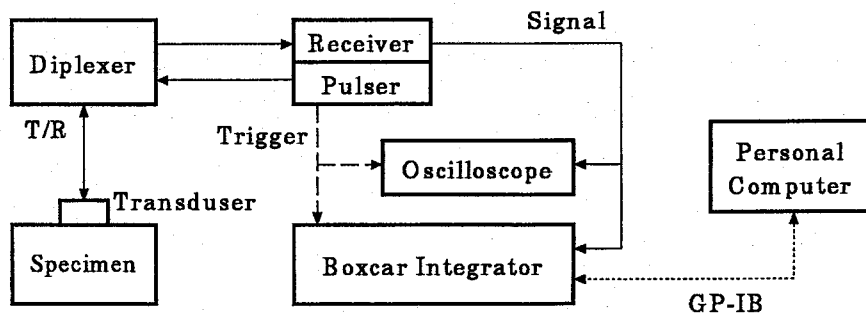 Signal
Receiver
Diplexer
Pulser
T/R
Trigger
Oscilloscope
Personal
Computer
Transduser
Specimen
Boxcar Integrator
GP-IB